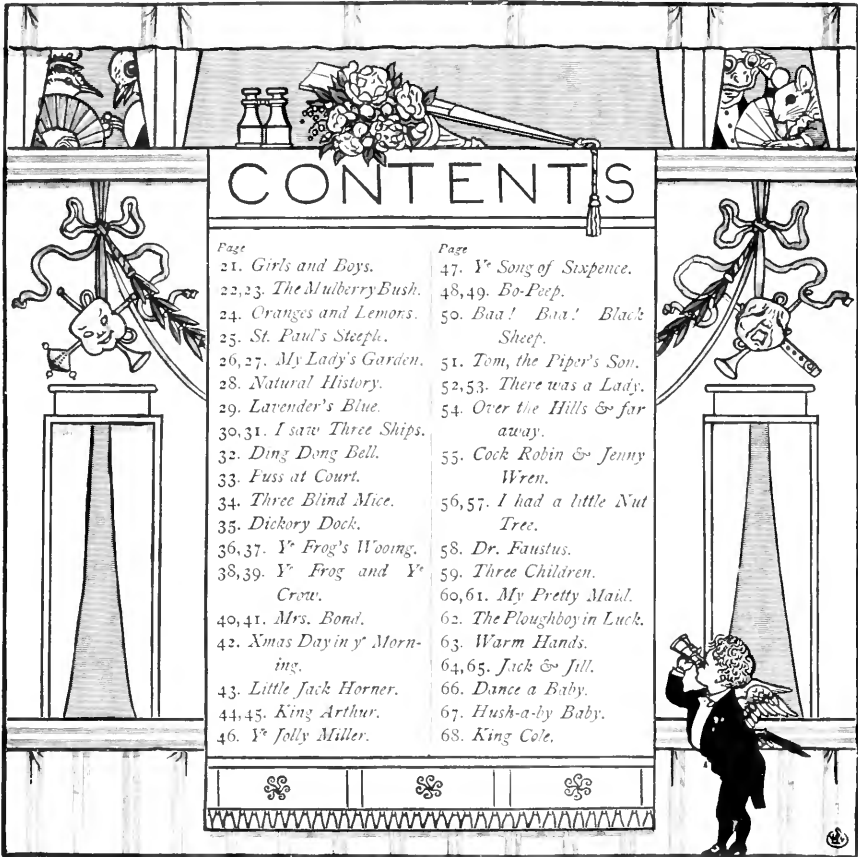 CONTENTS
Page
21. Girls and Boys.
22,23. The Mulberry Bush.
24. Oranges and Lemons.
25. St. Paul's Steeple.
26,27. My Lady's Garden.
28. Natural History.
29. Lavender's Blue.
30,31. I saw Three Ships.
32. Ding Dong Bell.
33. Puss at Court.
34. Three Blind Mice.
35. Dickory Dock.
36,37. Yᵉ Frog's Wooing.
38,39. Yᵉ Frog and Yᵉ
Crow.
40,41. Mrs. Bond.
42. Xmas Day in yᵉ Morn-
ing.
43. Little Jack Horner.
44,45. King Arthur.
46. Yᵉ Jolly Miller.
Page
47. Yᵉ Song of Sixpence.
48,49. Bo-Peep.
50. Baa! Baa! Black
Sheep.
51. Tom, the Piper's Son.
52,53. There was a Lady.
54. Over the Hills & far
away.
55. Cock Robin & Jenny
Wren.
56,57. I had a little Nut
Tree.
58. Dr. Faustus.
59. Three Children.
60,61. My Pretty Maid.
62. The Ploughboy in Luck.
63. Warm Hands.
64,65. Jack & Jill.
66. Dance a Baby.
67. Hush-a-by Baby.
68. King Cole.